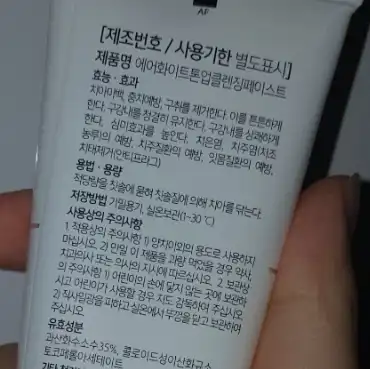 AF
[제조번호 / 사용기한 별도표시]
제품명 에어화이트톤업클렌징페이스트
효능·효과
치아미백, 충치예방, 구취를 제거한다. 이를 튼튼하게
한다. 구강내를 청결히 유지한다. 구강내를 상쾌하게
한다. 심미효과를 높인다. 치은염, 치주염(치조
농루)의 예방, 치주질환의 예방, 잇몸질환의 예방,
치태제거(안티프라그)
용법·용량
적당량을 칫솔에 묻혀 칫솔질에 의해 치아를 닦는다.
저장방법 기밀용기, 실온보관(1~30 ℃)
사용상의 주의사항
1. 적용상의 주의사항 1) 양치이외의 용도로 사용하지
마십시오. 2) 만일 이 제품을 과량 먹었을 경우 의사,
치과의사 또는 의사의 지시에 따르십시오. 2. 보관상
의 주의사항 1) 어린이의 손에 닿지 않는 곳에 보관하
시고 어린이가 사용할 경우 지도 감독하여 주십시오.
2) 직사일광을 피하고 실온에서 뚜껑을 닫고 보관하여
주십시오
유효성분
과산화수소수35%, 콜로이드성이산화규소
토코페롤아세테이트
기타